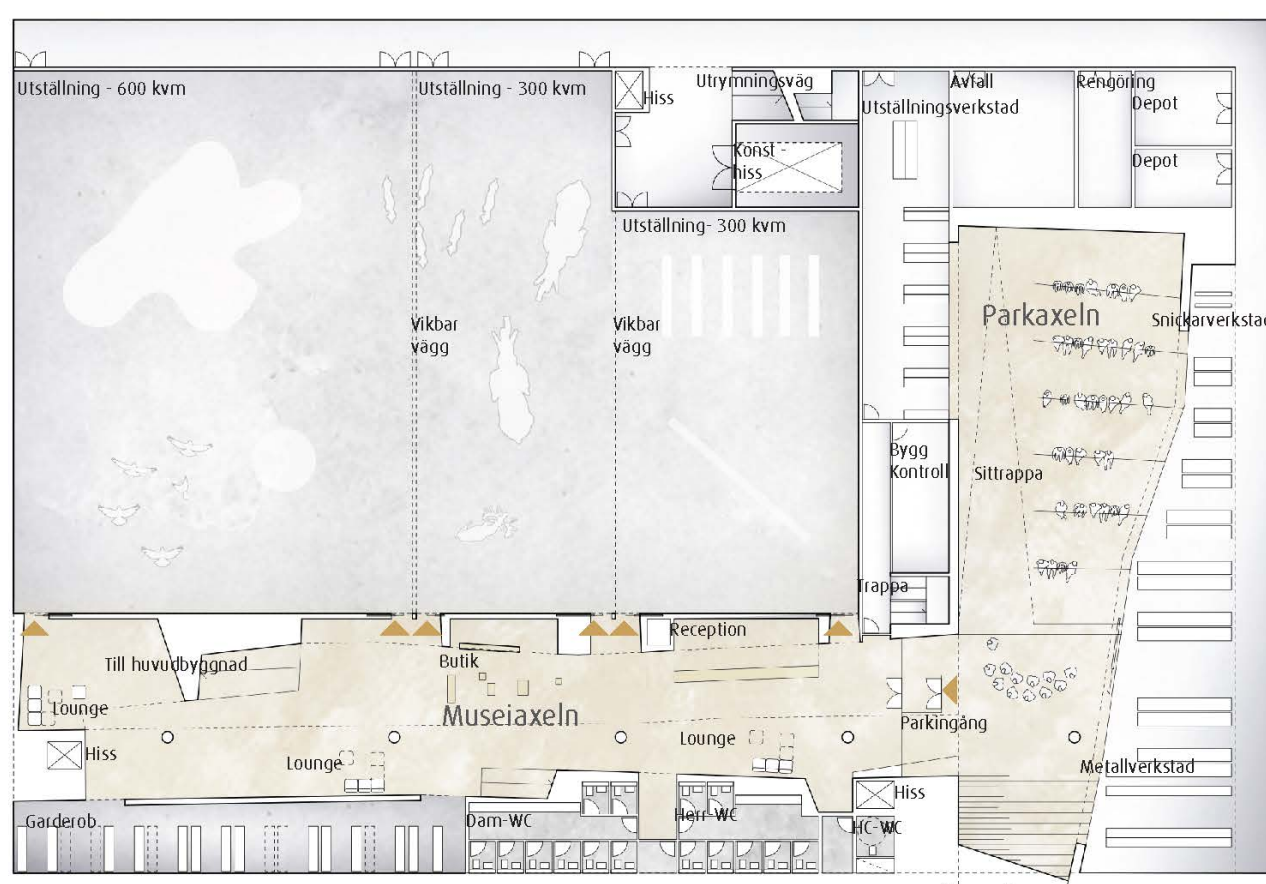 Utställning - 600 kvm
Utställning - 300 kvm
Hiss
Utrymningsväg
Utställningsverkstad
Avfall
Rengöring
Depot
Konst -
hiss
Depot
Utställning- 300 kvm
Vikbar
vägg
Vikbar
vägg
Parkaxeln
Snickarverkstad
Bygg
Kontroll
Sittrappa
Trappa
Reception
Till huvudbyggnad
Butik
Lounge
Museiaxeln
Parkingång
Hiss
Lounge
Lounge
Metallverkstad
Hiss
Garderob
Dam-WC
Herr-WC
HC-WC